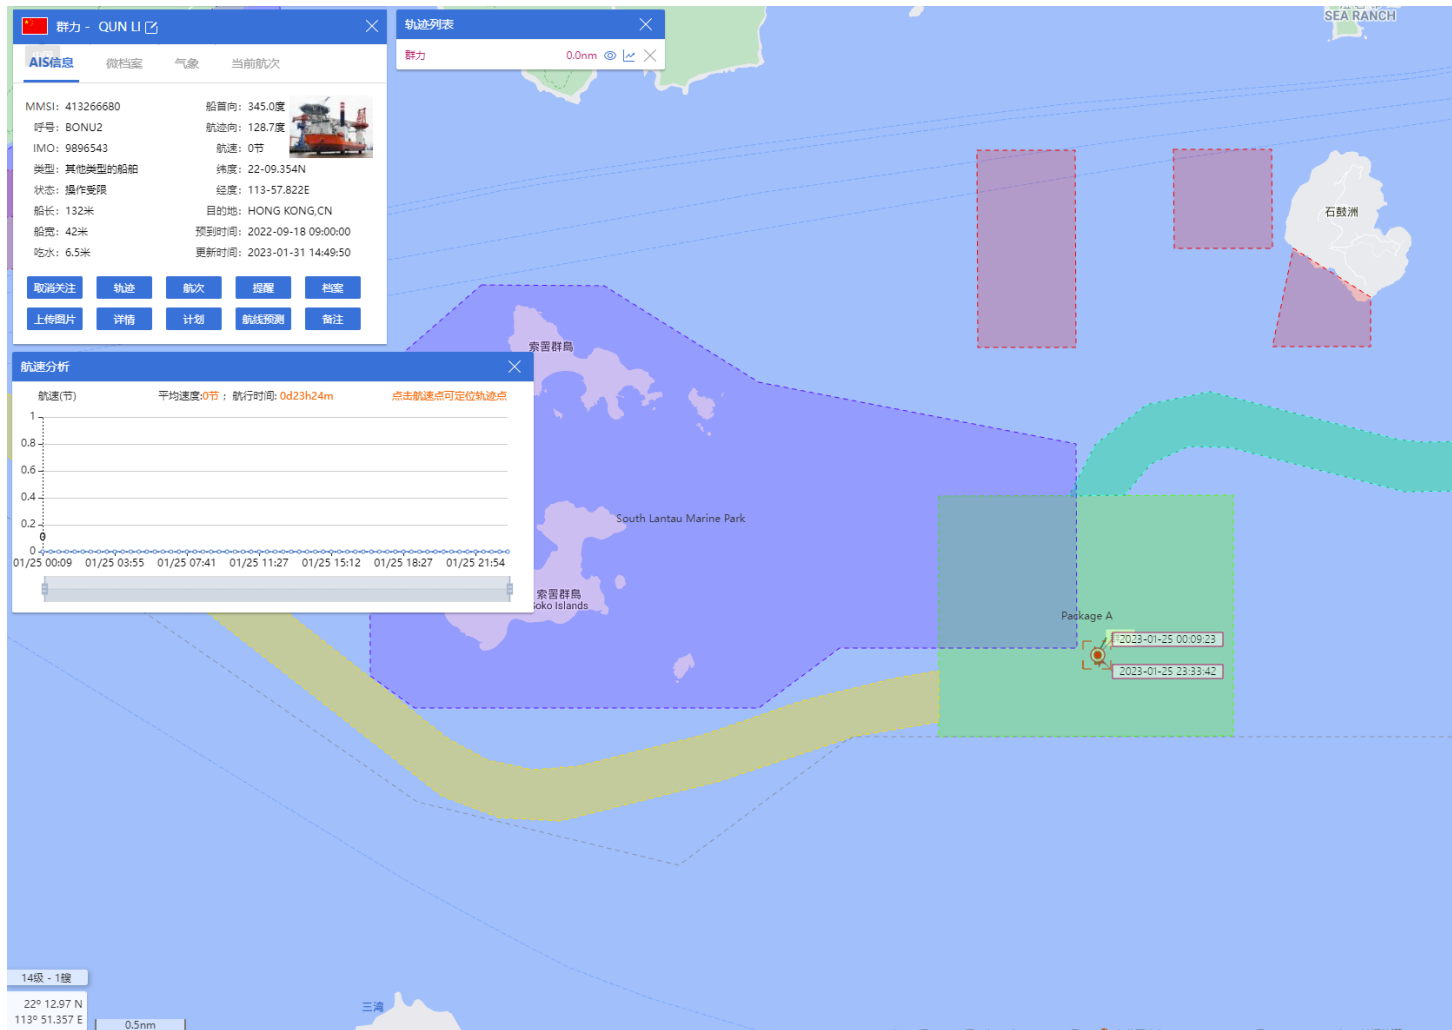 群力 - QUN LI
AIS信息 微档案 气象 当前航次
MMSI: 413266680 船首向: 345.0度
呼号: BONU2 航迹向: 128.7度
IMO: 9896543 航速: 0节
类型: 其他类型的船舶 纬度: 22-09.354N
状态: 操作受限 经度: 113-57.822E
船长: 132米 目的地: HONG KONG,CN
船宽: 42米 预到时间: 2022-09-18 09:00:00
吃水: 6.5米 更新时间: 2023-01-31 14:49:50
取消关注 轨迹 航次 提醒 档案
上传图片 详情 计划 航线预测 备注
轨迹列表
群力 0.0nm
SEA RANCH
石鼓洲
索罟群島
航速分析
航速(节) 平均速度:0节 ; 航行时间: 0d23h24m 点击航速点可定位轨迹点
1
0.8
0.6
0.4
0.2
0
0
01/25 00:09 01/25 03:55 01/25 07:41 01/25 11:27 01/25 15:12 01/25 18:27 01/25 21:54
South Lantau Marine Park
索罟群島
Soko Islands
Package A
2023-01-25 00:09:23
2023-01-25 23:33:42
三湾
14级 - 1艘
22º 12.97 N
113º 51.357 E
0.5nm